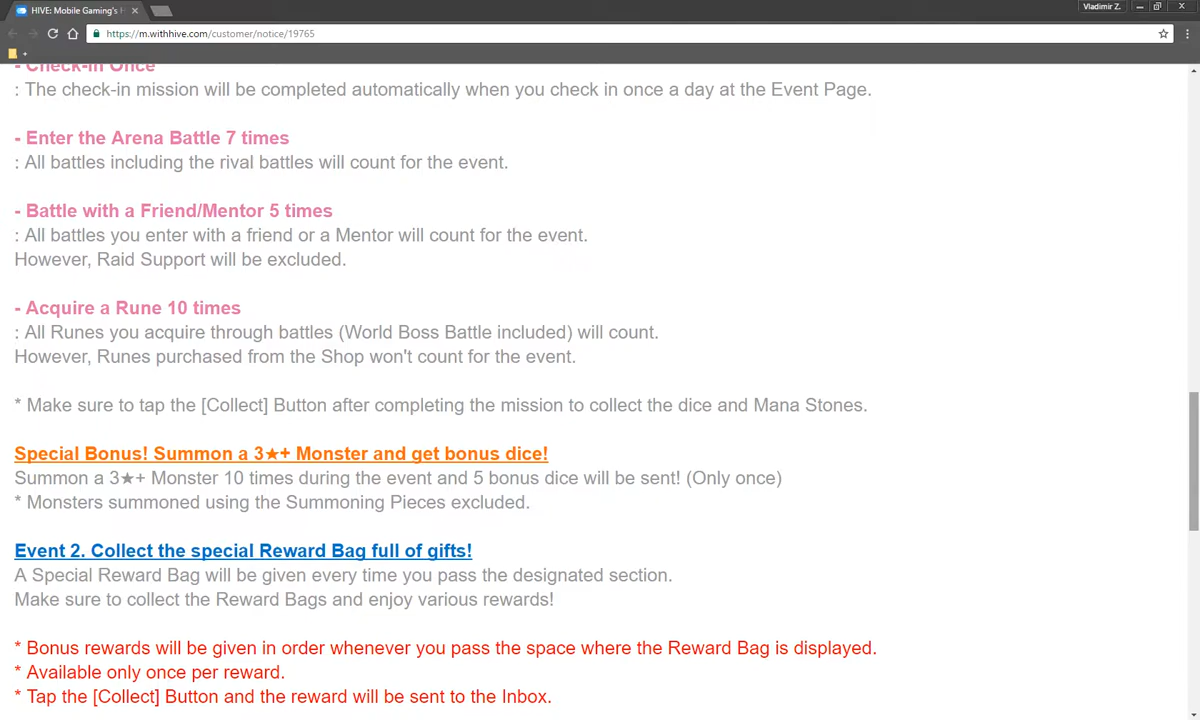 HIVE: Mobile Gaming's H
Vladimir Z.
https://m.withhive.com/customer/notice/19765
- Check-in Once
: The check-in mission will be completed automatically when you check in once a day at the Event Page.
- Enter the Arena Battle 7 times
: All battles including the rival battles will count for the event.
- Battle with a Friend/Mentor 5 times
: All battles you enter with a friend or a Mentor will count for the event.
However, Raid Support will be excluded.
- Acquire a Rune 10 times
: All Runes you acquire through battles (World Boss Battle included) will count.
However, Runes purchased from the Shop won't count for the event.
* Make sure to tap the [Collect] Button after completing the mission to collect the dice and Mana Stones.
Special Bonus! Summon a 3★+ Monster and get bonus dice!
Summon a 3★+ Monster 10 times during the event and 5 bonus dice will be sent! (Only once)
* Monsters summoned using the Summoning Pieces excluded.
Event 2. Collect the special Reward Bag full of gifts!
A Special Reward Bag will be given every time you pass the designated section.
Make sure to collect the Reward Bags and enjoy various rewards!
* Bonus rewards will be given in order whenever you pass the space where the Reward Bag is displayed.
* Available only once per reward.
* Tap the [Collect] Button and the reward will be sent to the Inbox.